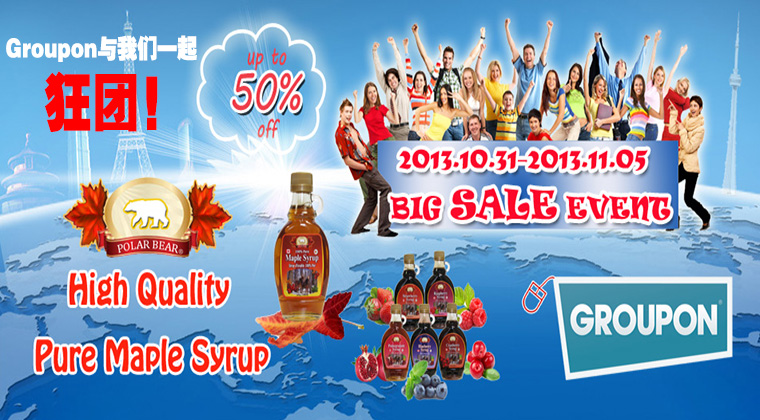 Groupon与我们一起
狂团！
up to
50%
off
2013.10.31-2013.11.05
BIG SALE EVENT
POLAR BEAR®
High Quality
Pure Maple Syrup
Maple Syrup
GROUPON®